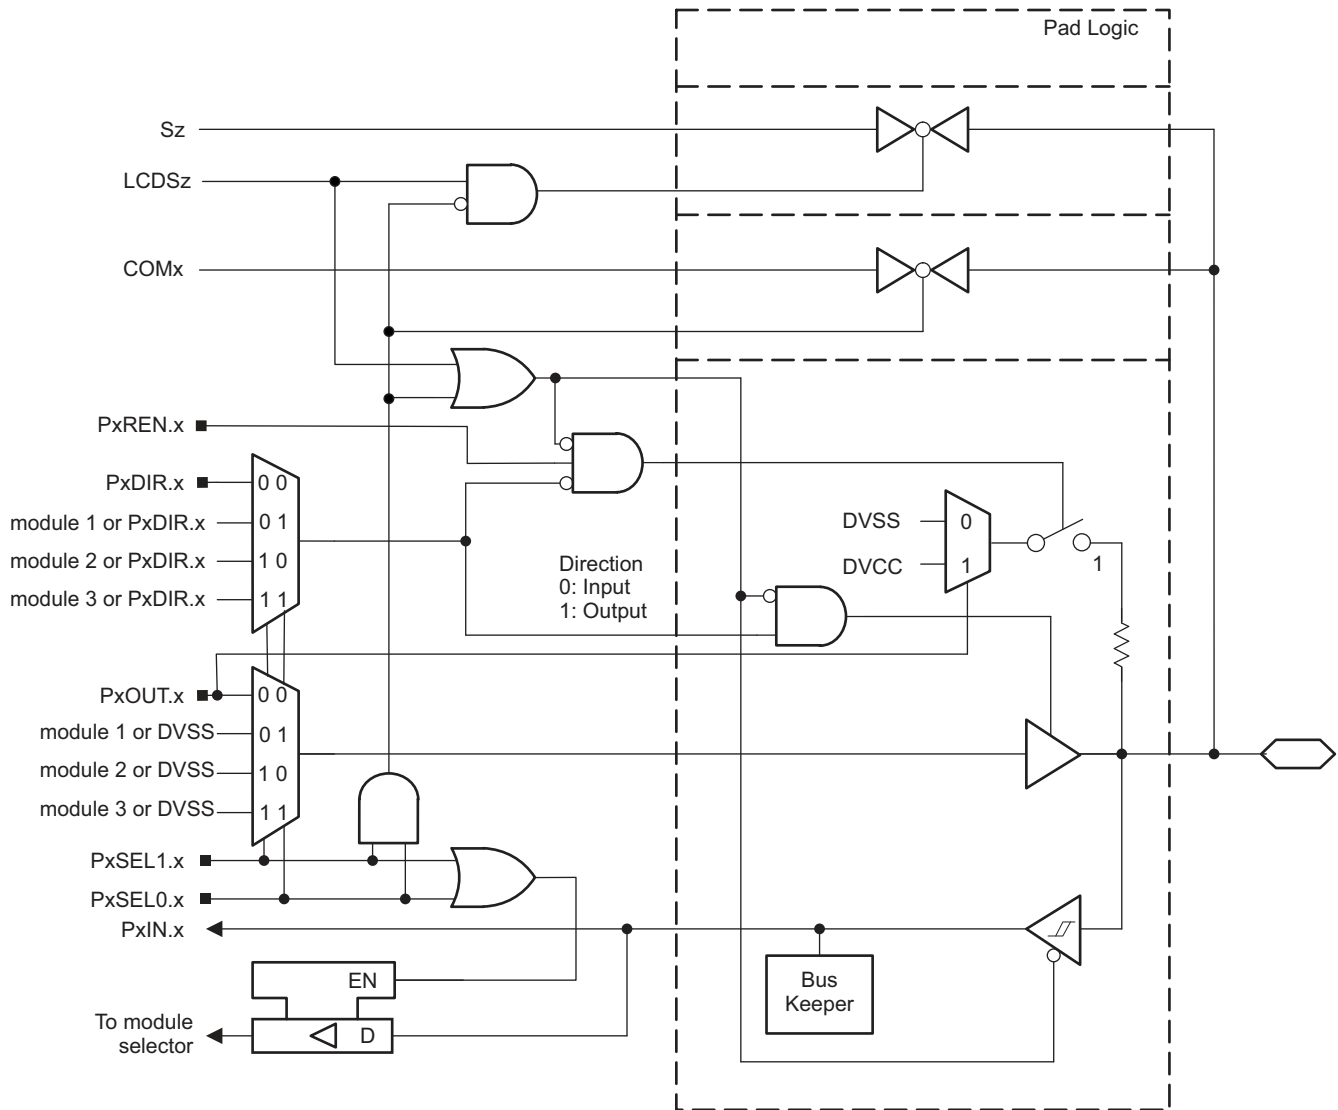 Pad Logic
Sz
LCDSz
COMx
PxREN.x
PxDIR.x
0 0
module 1 or PxDIR.x
0 1
module 2 or PxDIR.x
1 0
module 3 or PxDIR.x
1 1
Direction
0: Input
1: Output
DVSS
0
DVCC
1
1
PxOUT.x
0 0
module 1 or DVSS
0 1
module 2 or DVSS
1 0
module 3 or DVSS
1 1
PxSEL1.x
PxSEL0.x
PxIN.x
Bus
Keeper
EN
D
To module
selector